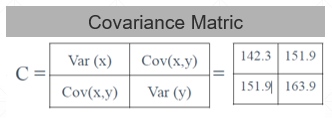 Covariance Matric
Var (x) Cov(x,y) 142.3 151.9
C = =
Cov(x,y) Var (y) 151.9 163.9